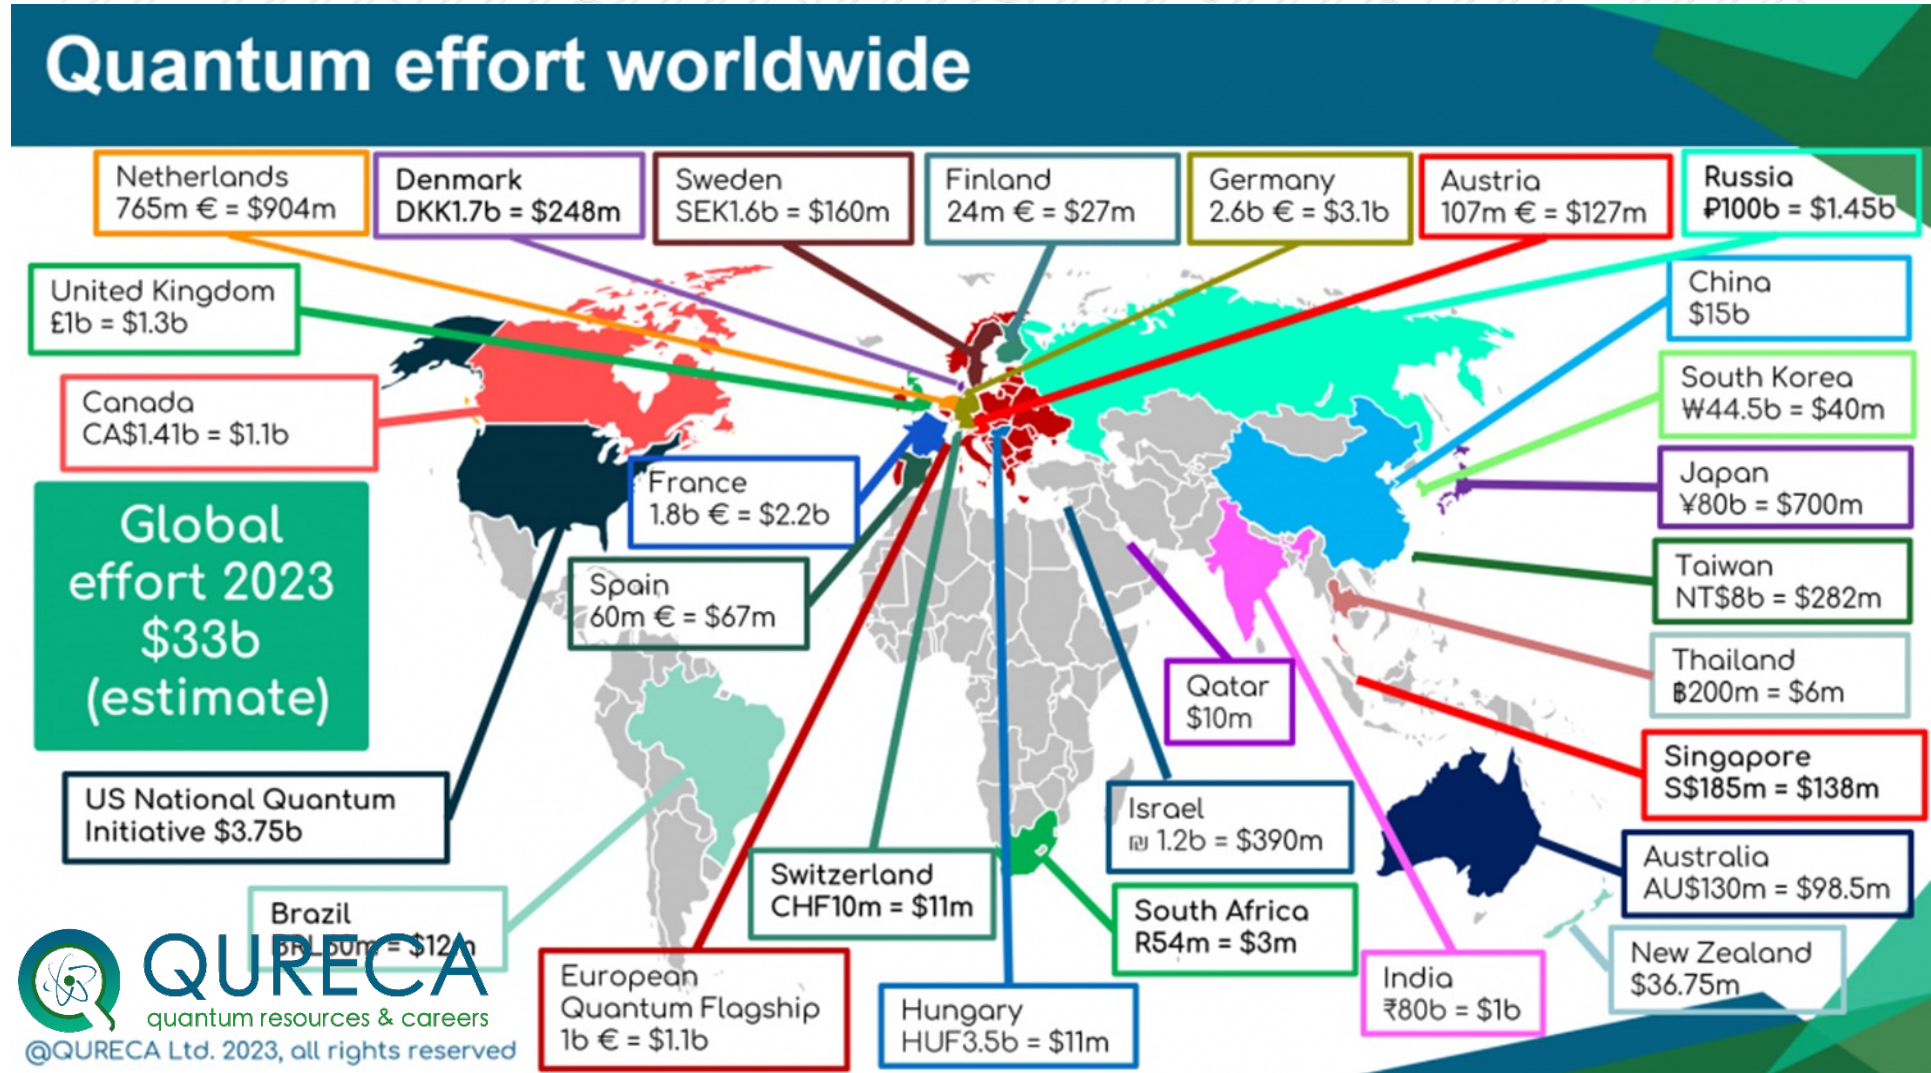 Quantum effort worldwide
Netherlands
765m € = $904m
Denmark
DKK1.7b = $248m
Sweden
SEK1.6b = $160m
Finland
24m € = $27m
Germany
2.6b € = $3.1b
Austria
107m € = $127m
Russia
₽100b = $1.45b
United Kingdom
£1b = $1.3b
China
$15b
Canada
CA$1.41b = $1.1b
South Korea
₩44.5b = $40m
France
1.8b € = $2.2b
Japan
¥80b = $700m
Global
effort 2023
$33b
(estimate)
Spain
60m € = $67m
Taiwan
NT$8b = $282m
Thailand
฿200m = $6m
Qatar
$10m
Singapore
S$185m = $138m
US National Quantum
Initiative $3.75b
Israel
₪ 1.2b = $390m
Australia
AU$130m = $98.5m
Switzerland
CHF10m = $11m
South Africa
R54m = $3m
Brazil
= $12m
European
Quantum Flagship
1b € = $1.1b
Hungary
HUF3.5b = $11m
India
₹80b = $1b
New Zealand
$36.75m
QURECA
quantum resources & careers
@QURECA Ltd. 2023, all rights reserved